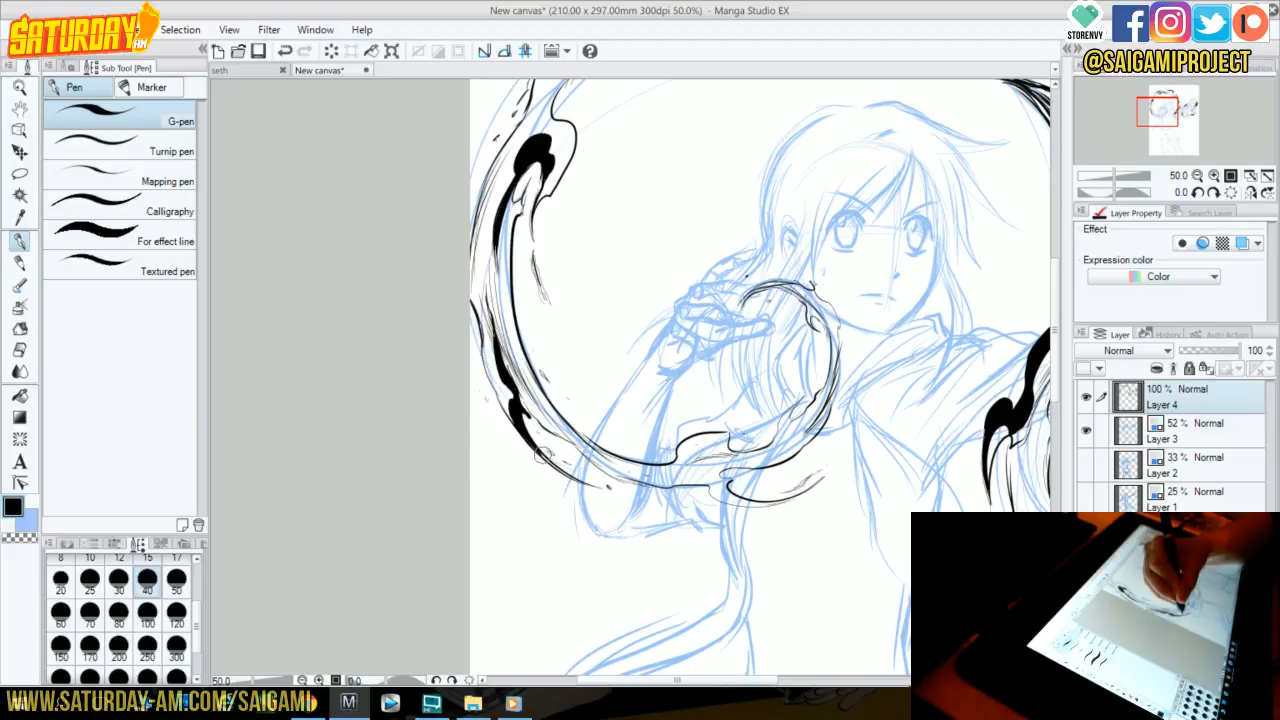 New canvas* (210.00 x 297.00mm 300dpi 50.0%) - Manga Studio EX
SATURDAY AM
Selection View Filter Window Help
STORENVY
@SAIGAMIPROJECT
Sub Tool [Pen]
seth
New canvas*
Pen
Marker
G-pen
Turnip pen
Mapping pen
Calligraphy
For effect line
Textured pen
50.0
0.0
Layer Property
Search Layer
Effect
Expression color
Color
Layer
History
Auto Action
Normal
100
100 % Normal
Layer 4
52 % Normal
Layer 3
33 % Normal
Layer 2
25 % Normal
Layer 1
8 10 12 15 17
20 25 30 40 50
60 70 80 100 120
150 170 200 250 300
50.0
0.0
WWW.SATURDAY-AM.COM/SAIGAMI